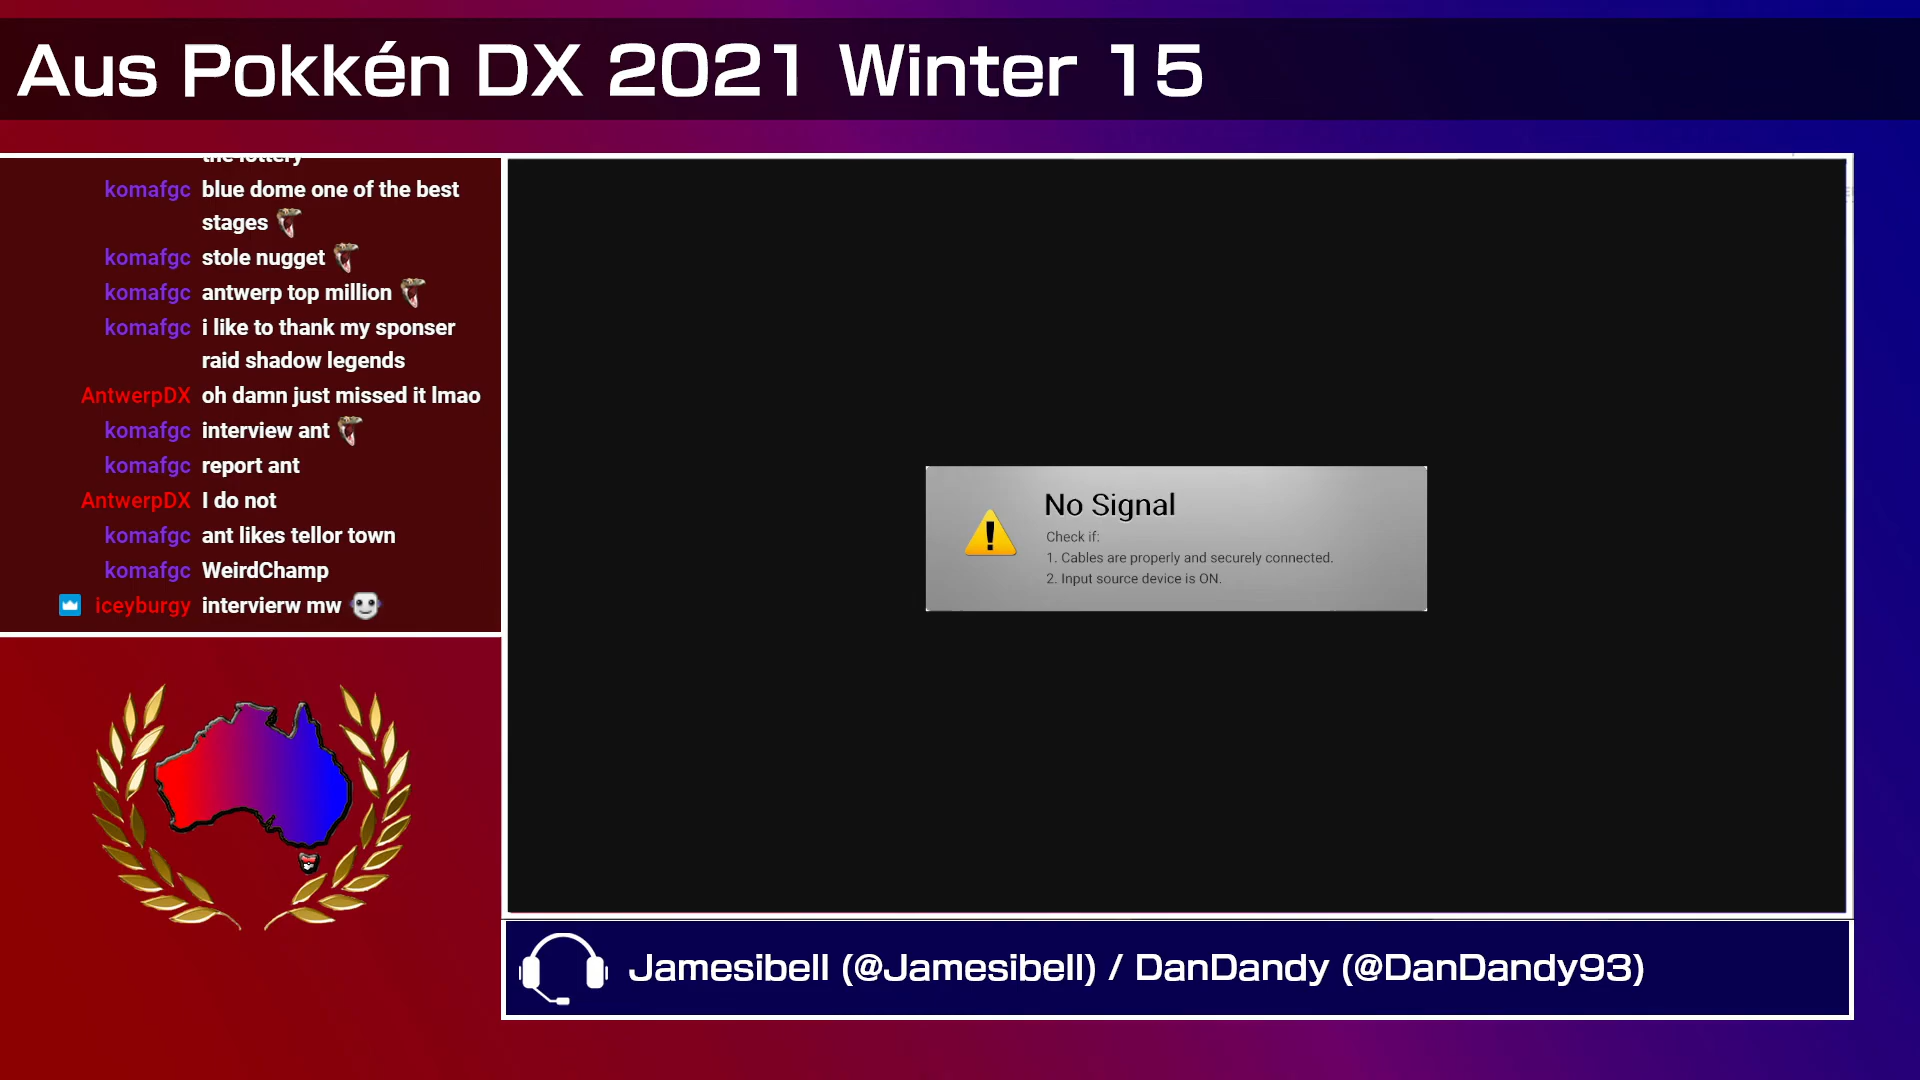 Aus Pokkén DX 2021 Winter 15
the lottery
komafgc blue dome one of the best
stages
komafgc stole nugget
komafgc antwerp top million
komafgc i like to thank my sponser
raid shadow legends
AntwerpDX oh damn just missed it lmao
komafgc interview ant
komafgc report ant
AntwerpDX I do not
komafgc ant likes tellor town
komafgc WeirdChamp
iceyburgy intervierw mw
No Signal
Check if:
1. Cables are properly and securely connected.
2. Input source device is ON.
Jamesibell (@Jamesibell) / DanDandy (@DanDandy93)